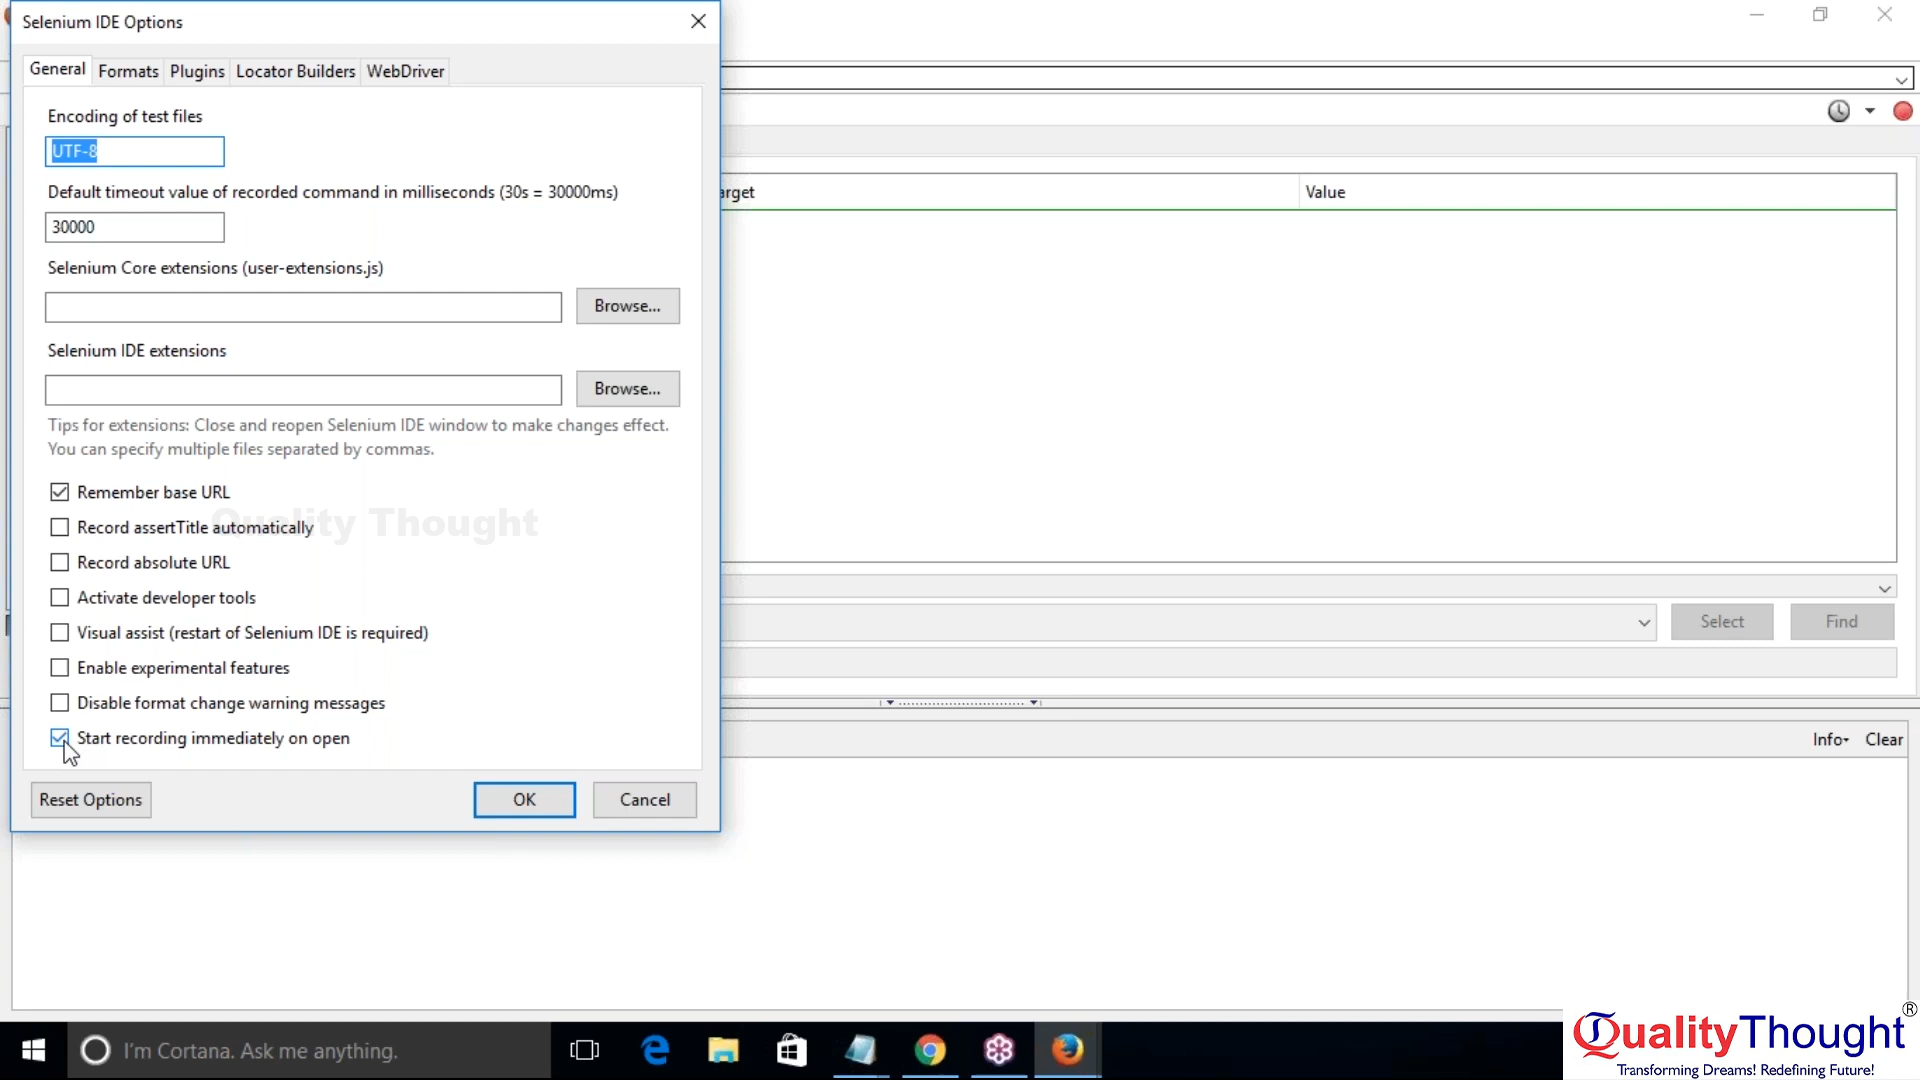 Selenium IDE Options
General Formats Plugins Locator Builders WebDriver
Encoding of test files
UTF-8
Default timeout value of recorded command in milliseconds (30s = 30000ms)
30000
Selenium Core extensions (user-extensions.js)
Browse...
Selenium IDE extensions
Browse...
Tips for extensions: Close and reopen Selenium IDE window to make changes effect.
You can specify multiple files separated by commas.
Remember base URL
Record assertTitle automatically
Quality Thought
Record absolute URL
Activate developer tools
Visual assist (restart of Selenium IDE is required)
Enable experimental features
Disable format change warning messages
Start recording immediately on open
Reset Options OK Cancel
arget Value
Select Find
Info Clear
I'm Cortana. Ask me anything.
QualityThought®
Transforming Dreams! Redefining Future!